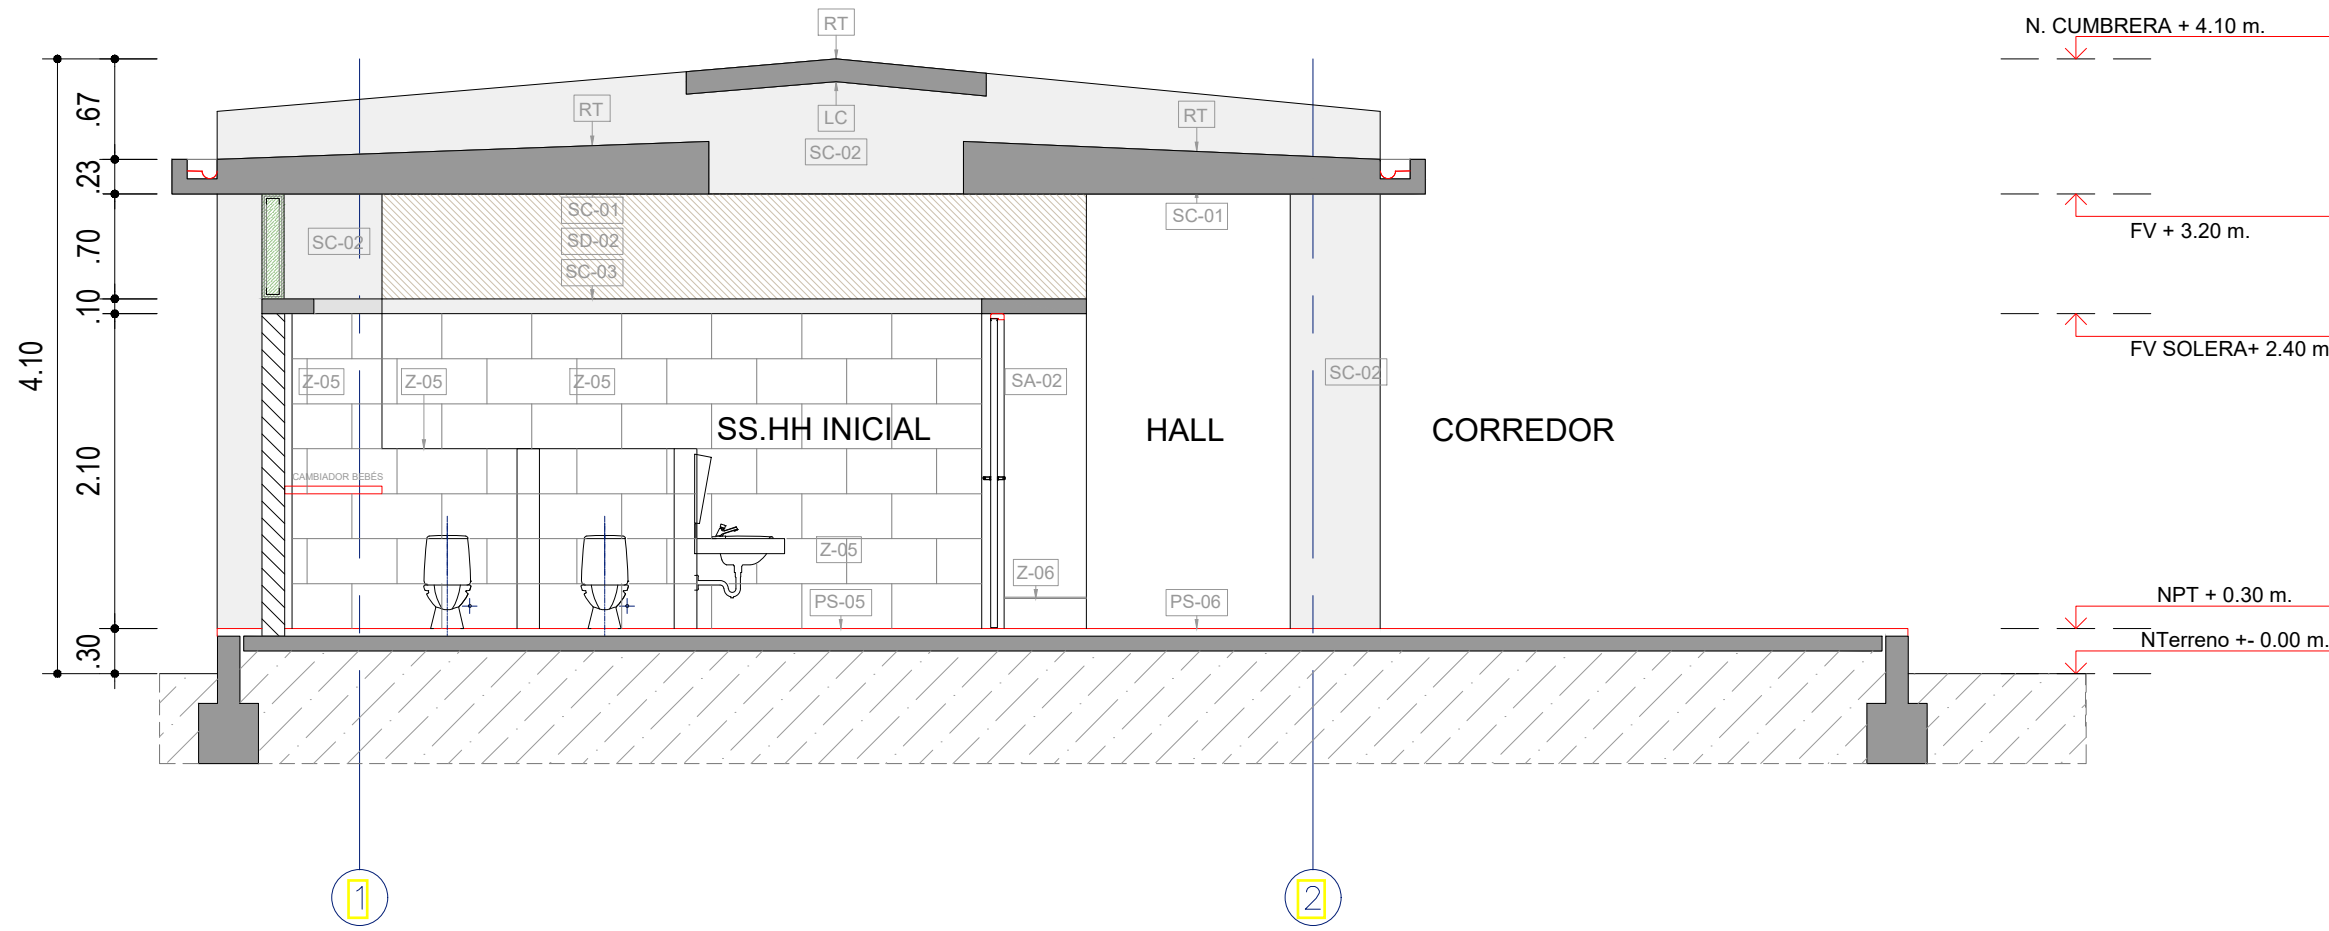 RT
N. CUMBRERA + 4.10 m.
.67
RT
LC
RT
SC-02
.23
SC-01
SC-01
FV + 3.20 m.
SC-02
SD-02
.70
SC-03
.10
FV SOLERA+ 2.40 m
4.10
Z-05
Z-05
Z-05
SA-02
SC-02
SS.HH INICIAL
HALL
CORREDOR
2.10
CAMBIADOR BEBÉS
Z-05
Z-06
PS-05
PS-06
NPT + 0.30 m.
.30
NTerreno +- 0.00 m.
1
2